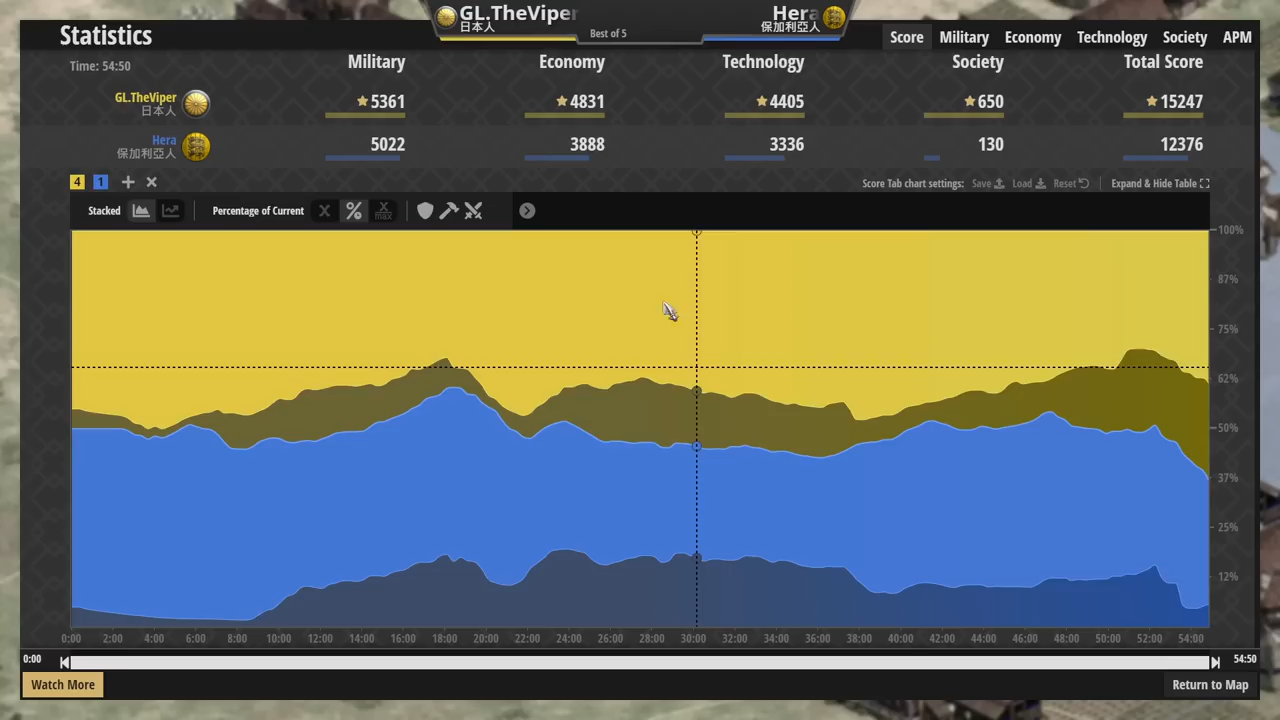 GL.TheViper
日本人
Best of 5
Hera
保加利亞人
Statistics
Score Military Economy Technology Society APM
Time: 54:50
Military Economy Technology Society Total Score
GL.TheViper
日本人
5361 4831 4405 650 15247
Hera
保加利亞人
5022 3888 3336 130 12376
4 1
Score Tab chart settings: Save Load Reset Expand & Hide Table
Stacked Percentage of Current X % X max
100%
87%
75%
62%
50%
37%
25%
12%
0:00 2:00 4:00 6:00 8:00 10:00 12:00 14:00 16:00 18:00 20:00 22:00 24:00 26:00 28:00 30:00 32:00 34:00 36:00 38:00 40:00 42:00 44:00 46:00 48:00 50:00 52:00 54:00
0:00 54:50
Watch More
Return to Map